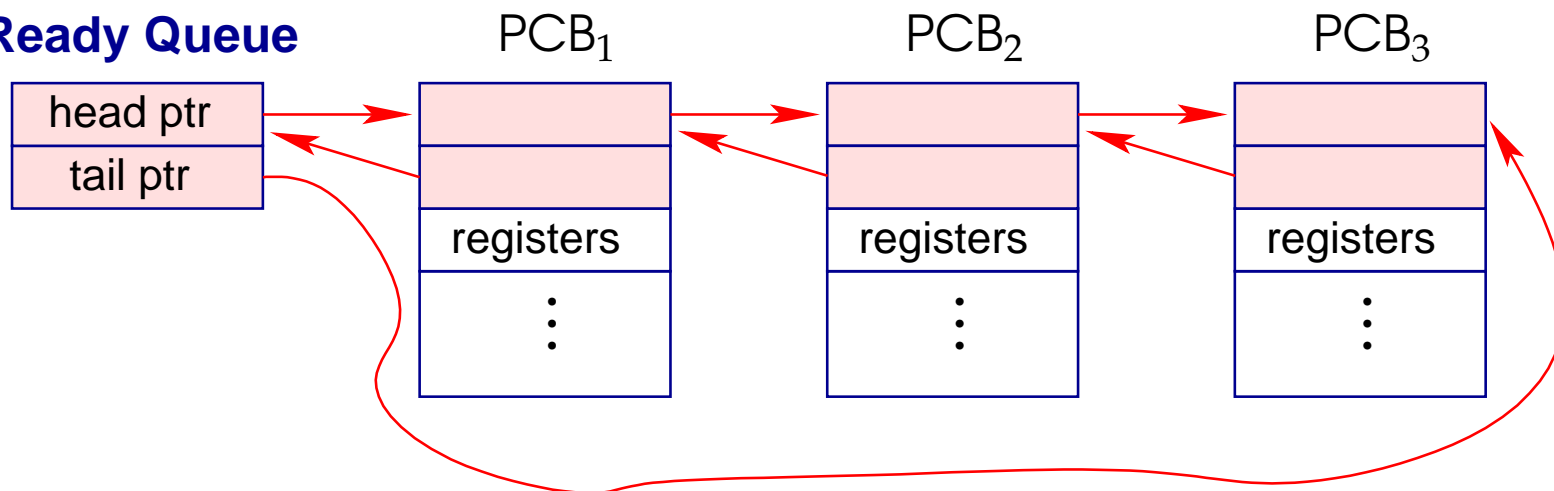 Ready Queue PCB₁ PCB₂ PCB₃
head ptr
tail ptr
registers registers registers